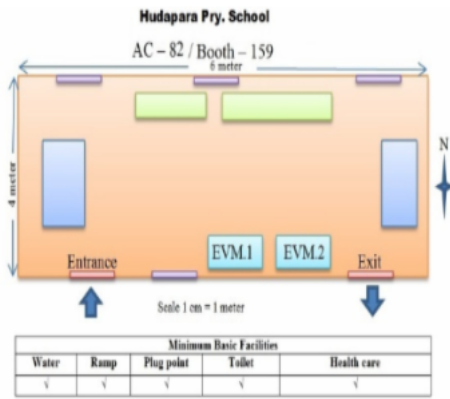 Hudapara Pry. School
AC – 82 / Booth – 159
6 meter
4 meter
N
EVM.1 EVM.2
Entrance Exit
Scale 1 cm = 1 meter
Minimum Basic Facilities
Water Ramp Plug point Toilet Health care
√ √ √ √ √